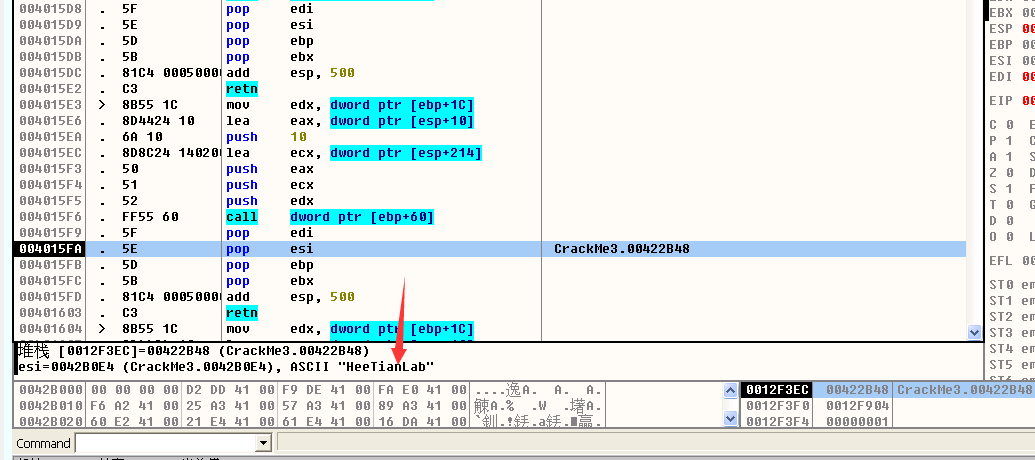 004015D8 . 5F pop edi
004015D9 . 5E pop esi
004015DA . 5D pop ebp
004015DB . 5B pop ebx
004015DC . 81C4 00050000 add esp, 500
004015E2 . C3 retn
004015E3 > 8B55 1C mov edx, dword ptr [ebp+1C]
004015E6 . 8D4424 10 lea eax, dword ptr [esp+10]
004015EA . 6A 10 push 10
004015EC . 8D8C24 14020 lea ecx, dword ptr [esp+214]
004015F3 . 50 push eax
004015F4 . 51 push ecx
004015F5 . 52 push edx
004015F6 . FF55 60 call dword ptr [ebp+60]
004015F9 . 5F pop edi
004015FA . 5E pop esi CrackMe3.00422B48
004015FB . 5D pop ebp
004015FC . 5B pop ebx
004015FD . 81C4 00050000 add esp, 500
00401603 . C3 retn
00401604 > 8B55 1C mov edx, dword ptr [ebp+1C]
堆栈 [0012F3EC]=00422B48 (CrackMe3.00422B48)
esi=0042B0E4 (CrackMe3.0042B0E4), ASCII "HeeTianLab"
0042B000 00 00 00 00 D2 DD 41 00 F9 DE 41 00 FA E0 41 00 ....逸A. A. A.
0042B010 F6 A2 41 00 25 A3 41 00 57 A3 41 00 89 A3 41 00
0042B020 60 E2 41 00 21 E4 41 00 61 E4 41 00 16 DA 41 00
0012F3EC 00422B48 CrackMe3.00422B48
0012F3F0 0012F904
0012F3F4 00000001
EBX 00
ESP 00
EBP 00
ESI 00
EDI 00
EIP 00
C 0
P 1
A 1
Z 0
S 1
T 0
D 0
O 0
EFL 00
ST0 em
ST1 em
ST2 em
ST3 em
ST4 em
ST5 em
Command